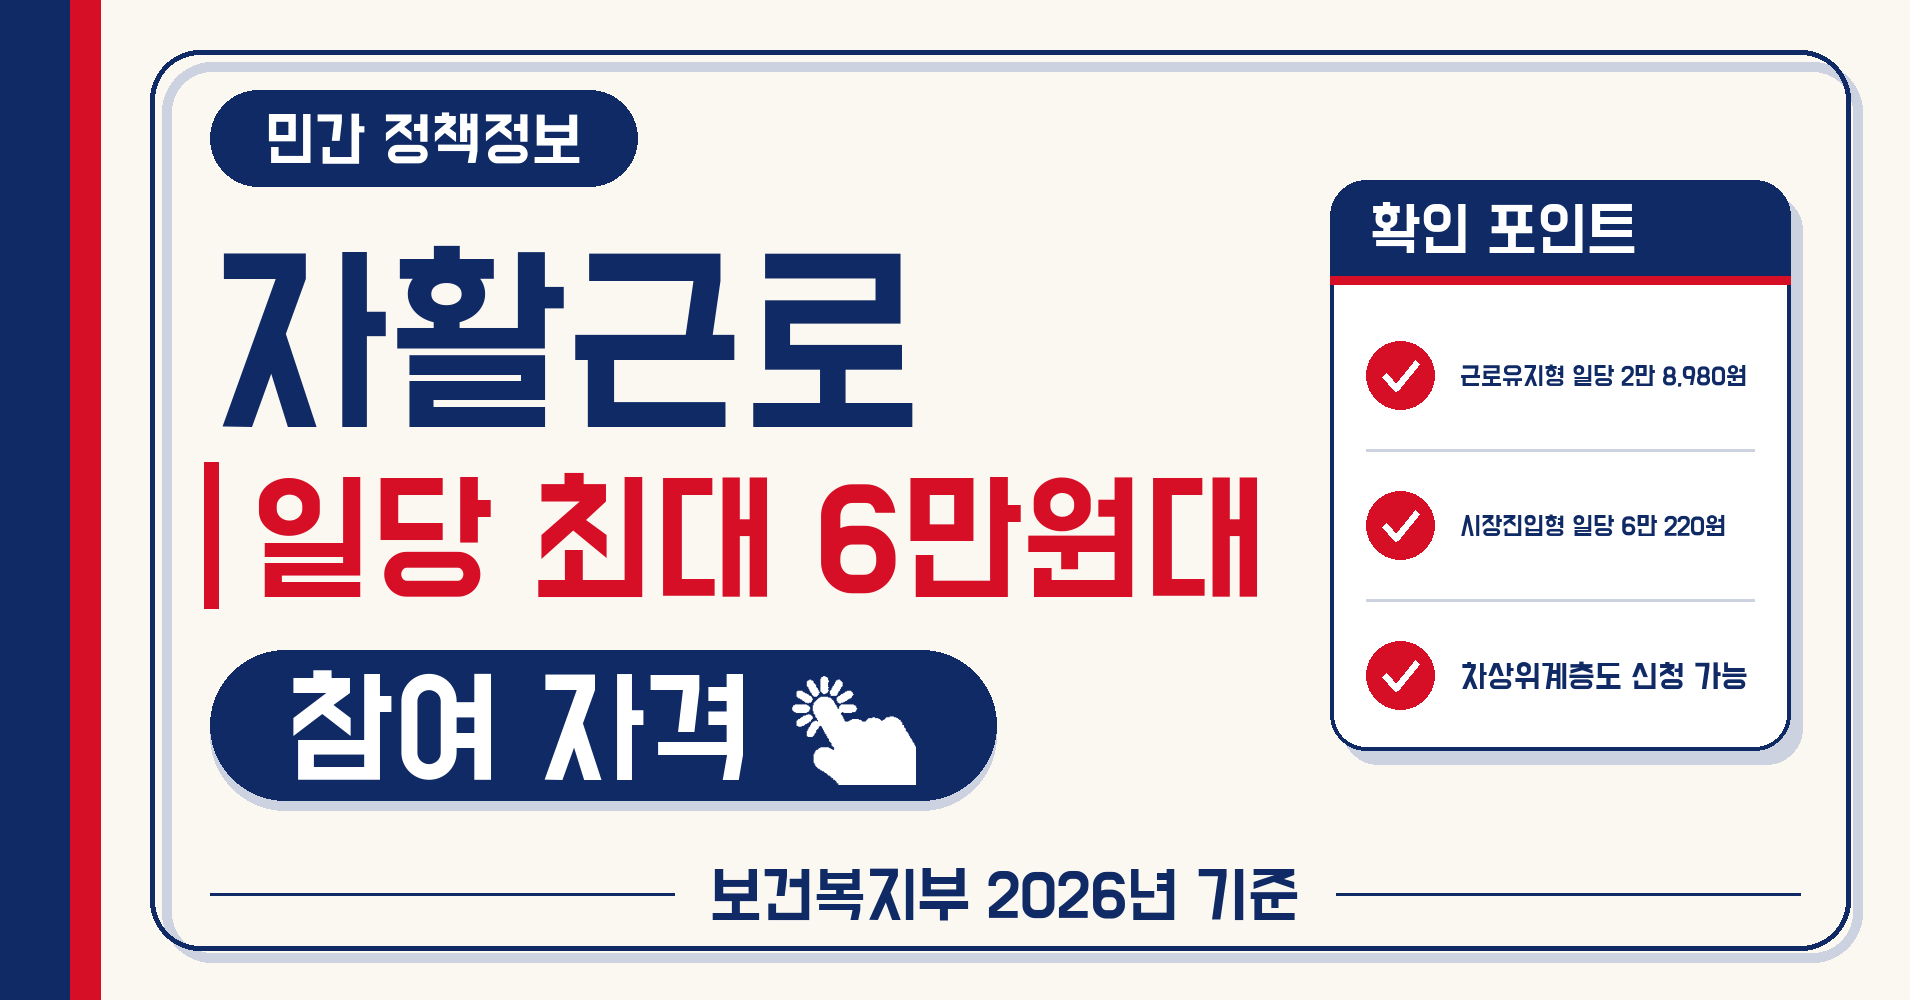 민간 정책정보
자활근로
일당 최대 6만원대
참여 자격
확인 포인트
근로유지형 일당 2만 8,980원
시장진입형 일당 6만 220원
차상위계층도 신청 가능
보건복지부 2026년 기준